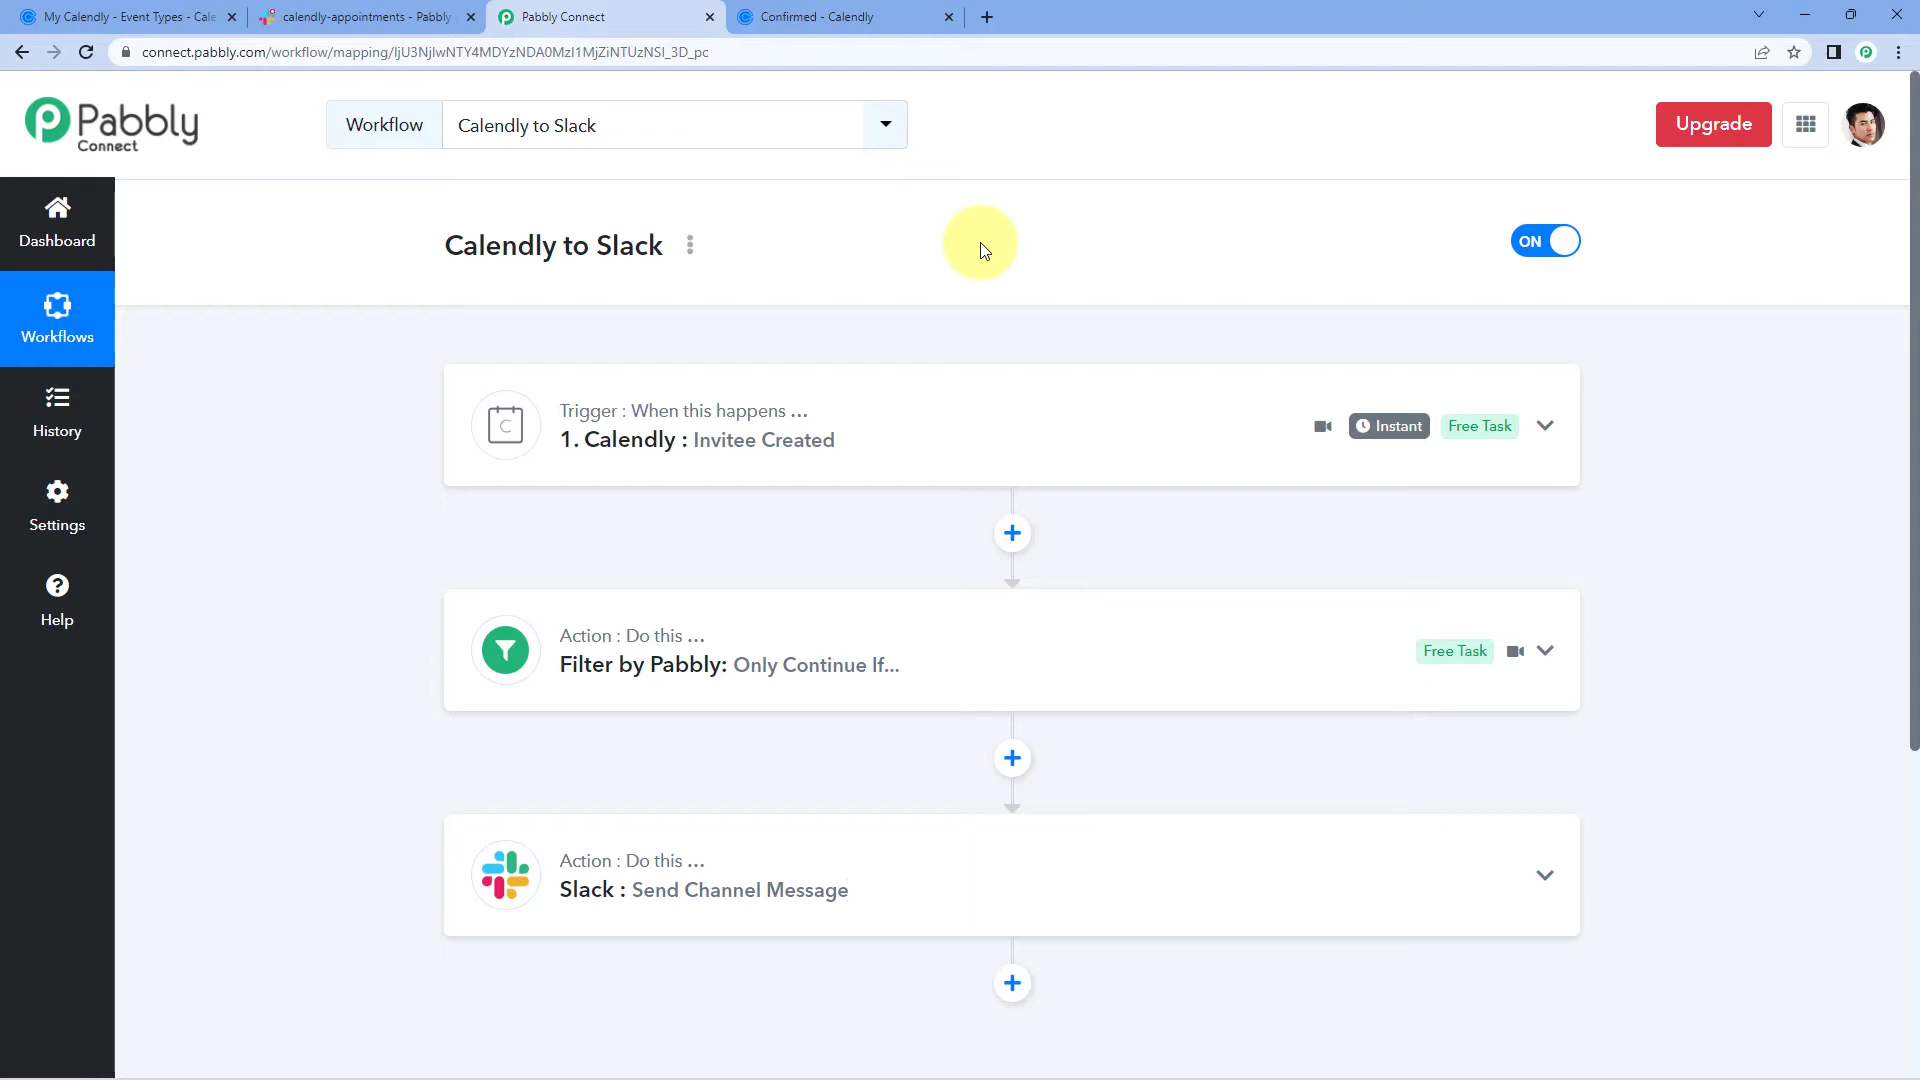 My Calendly - Event Types - Cale
calendly-appointments - Pabbly
Pabbly Connect
Confirmed - Calendly
connect.pabbly.com/workflow/mapping/IjU3NjIwNTY4MDYzNDA0MzI1MjZiNTUzNSI_3D_pc
Pabbly
Connect
Workflow
Calendly to Slack
Upgrade
Dashboard
Workflows
History
Settings
Help
Calendly to Slack
ON
Trigger : When this happens ...
1. Calendly : Invitee Created
Instant
Free Task
Action : Do this ...
Filter by Pabbly: Only Continue If...
Free Task
Action : Do this ...
Slack : Send Channel Message